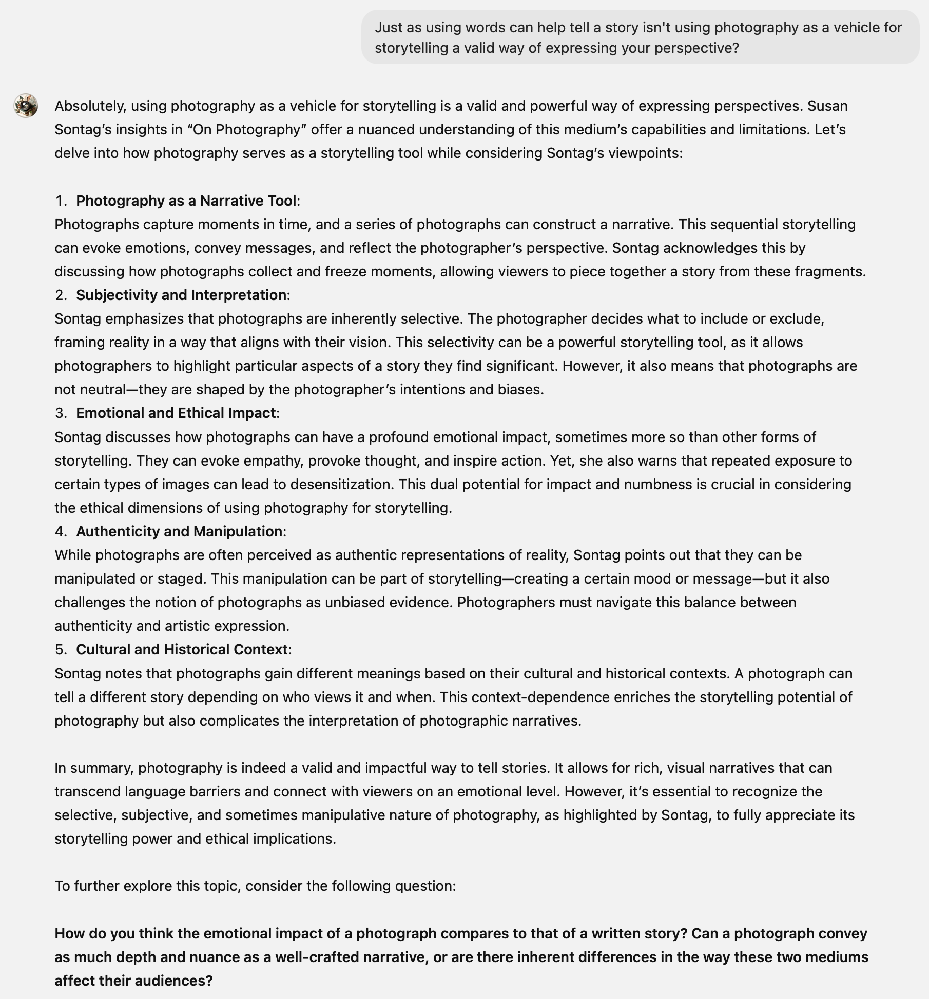 Just as using words can help tell a story isn't using photography as a vehicle for
storytelling a valid way of expressing your perspective?
Absolutely, using photography as a vehicle for storytelling is a valid and powerful way of expressing perspectives. Susan
Sontag’s insights in “On Photography” offer a nuanced understanding of this medium’s capabilities and limitations. Let’s
delve into how photography serves as a storytelling tool while considering Sontag’s viewpoints:
1. Photography as a Narrative Tool:
Photographs capture moments in time, and a series of photographs can construct a narrative. This sequential storytelling
can evoke emotions, convey messages, and reflect the photographer’s perspective. Sontag acknowledges this by
discussing how photographs collect and freeze moments, allowing viewers to piece together a story from these fragments.
2. Subjectivity and Interpretation:
Sontag emphasizes that photographs are inherently selective. The photographer decides what to include or exclude,
framing reality in a way that aligns with their vision. This selectivity can be a powerful storytelling tool, as it allows
photographers to highlight particular aspects of a story they find significant. However, it also means that photographs are
not neutral—they are shaped by the photographer’s intentions and biases.
3. Emotional and Ethical Impact:
Sontag discusses how photographs can have a profound emotional impact, sometimes more so than other forms of
storytelling. They can evoke empathy, provoke thought, and inspire action. Yet, she also warns that repeated exposure to
certain types of images can lead to desensitization. This dual potential for impact and numbness is crucial in considering
the ethical dimensions of using photography for storytelling.
4. Authenticity and Manipulation:
While photographs are often perceived as authentic representations of reality, Sontag points out that they can be
manipulated or staged. This manipulation can be part of storytelling—creating a certain mood or message—but it also
challenges the notion of photographs as unbiased evidence. Photographers must navigate this balance between
authenticity and artistic expression.
5. Cultural and Historical Context:
Sontag notes that photographs gain different meanings based on their cultural and historical contexts. A photograph can
tell a different story depending on who views it and when. This context-dependence enriches the storytelling potential of
photography but also complicates the interpretation of photographic narratives.
In summary, photography is indeed a valid and impactful way to tell stories. It allows for rich, visual narratives that can
transcend language barriers and connect with viewers on an emotional level. However, it’s essential to recognize the
selective, subjective, and sometimes manipulative nature of photography, as highlighted by Sontag, to fully appreciate its
storytelling power and ethical implications.
To further explore this topic, consider the following question:
How do you think the emotional impact of a photograph compares to that of a written story? Can a photograph convey
as much depth and nuance as a well-crafted narrative, or are there inherent differences in the way these two mediums
affect their audiences?